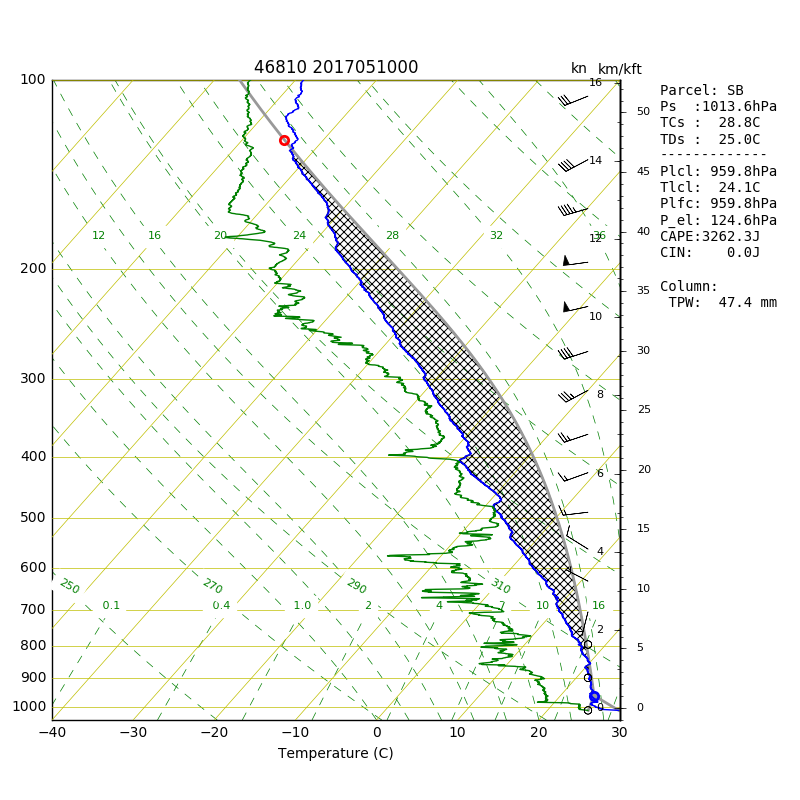 46810 2017051000
kn km/kft
Parcel: SB
Ps  :1013.6hPa
TCs :  28.8C
TDs :  25.0C
-------------
Plcl: 959.8hPa
Tlcl:  24.1C
Plfc: 959.8hPa
P_el: 124.6hPa
CAPE:3262.3J
CIN:    0.0J
Column:
TPW:  47.4 mm
100
200
300
400
500
600
700
800
900
1000
16
14
12
10
8
6
4
2
0
50
45
40
35
30
25
20
15
10
5
0
12 16 20 24 28 32 36
250 270 290 310
0.1 0.4 1.0 2 4 7 10 16
−40 −30 −20 −10 0 10 20 30
Temperature (C)